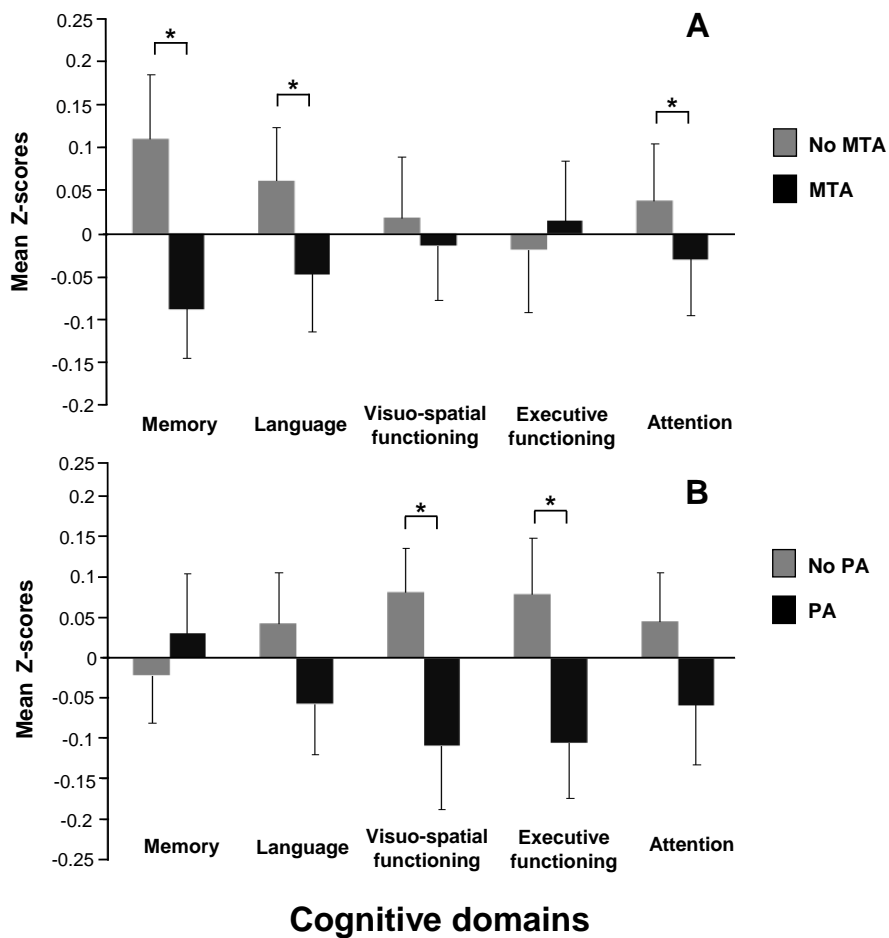 A
0.25
0.2
0.15
0.1
0.05
0
-0.05
-0.1
-0.15
-0.2
Mean Z-scores
*
*
*
No MTA
MTA
Memory
Language
Visuo-spatial
functioning
Executive
functioning
Attention
B
0.25
0.2
0.15
0.1
0.05
0
-0.05
-0.1
-0.15
-0.2
-0.25
Mean Z-scores
*
*
No PA
PA
Memory
Language
Visuo-spatial
functioning
Executive
functioning
Attention
Cognitive domains